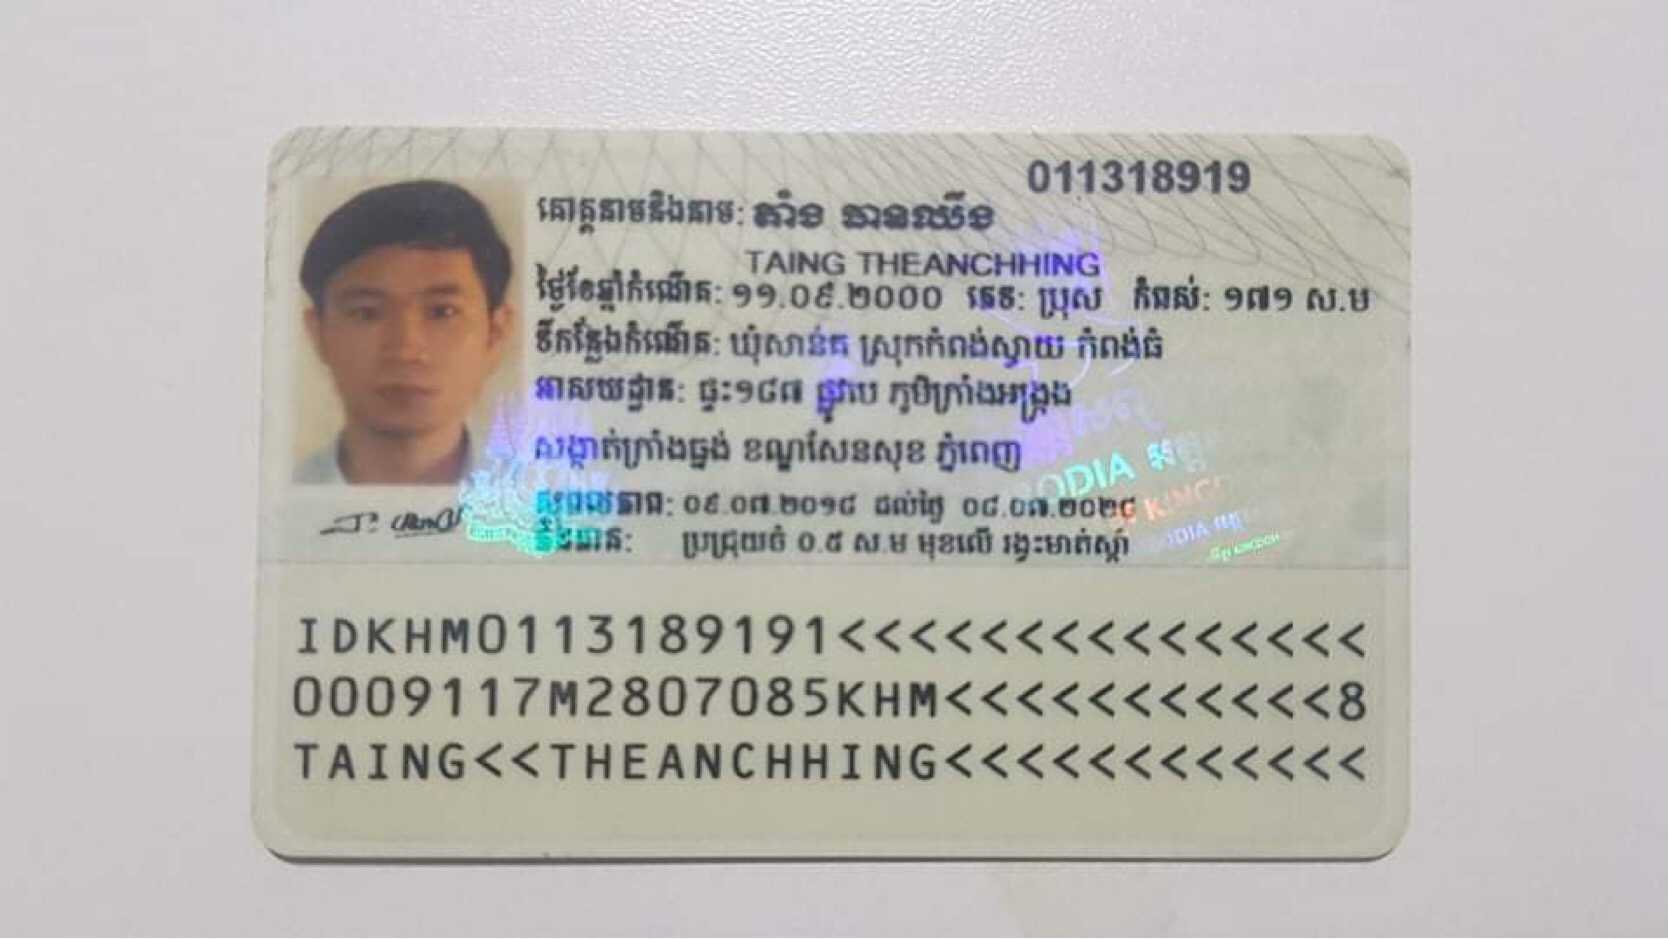 011318919
គោត្តនាមនិងនាម: តាំង ធានឈីង
TAING THEANCHHING
ថ្ងៃខែឆ្នាំកំណើត: ១១.០៩.២០០០ ភេទ: ប្រុស កំពស់: ១៧១ ស.ម
ទីកន្លែងកំណើត: ឃុំសាន់គ ស្រុកកំពង់ស្វាយ កំពង់ធំ
អាសយដ្ឋាន: ផ្ទះ១៨៧ ផ្លូវបេ ភូមិក្រាំងអង្ក្រង
សង្កាត់ក្រាំងធ្នង់ ខណ្ឌសែនសុខ ភ្នំពេញ
សុពលភាព: ០៩.០៧.២០១៨ ដល់ថ្ងៃ ០៨.០៧.២០២៨
ភិនភាគ: ប្រជ្រុយចំ ០.៥ ស.ម មុខលើ រង្វះមាត់ស្តាំ
IDKHM0113189191<<<<<<<<<<<<<<<
0009117M2807085KHM<<<<<<<<<<<8
TAING<<THEANCHHING<<<<<<<<<<<<